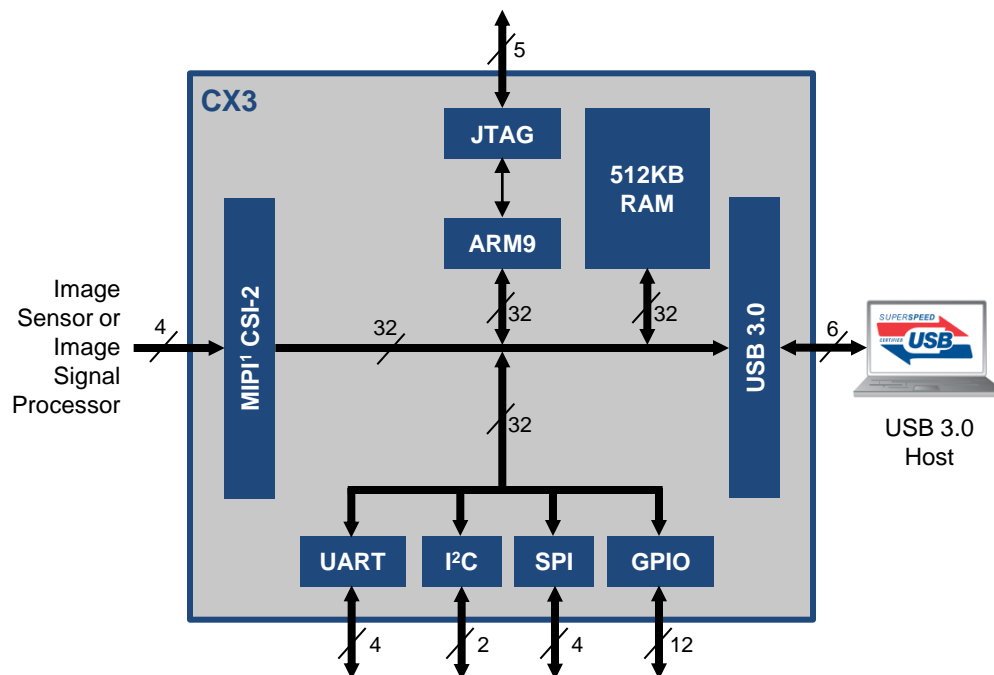 5
CX3
JTAG
512KB
RAM
ARM9
Image
Sensor or
Image
Signal
Processor
4
MIPI¹ CSI-2
32
32
32
USB 3.0
6
SUPERSPEED
CERTIFIED
USB
USB 3.0
Host
32
UART
I²C
SPI
GPIO
4
2
4
12